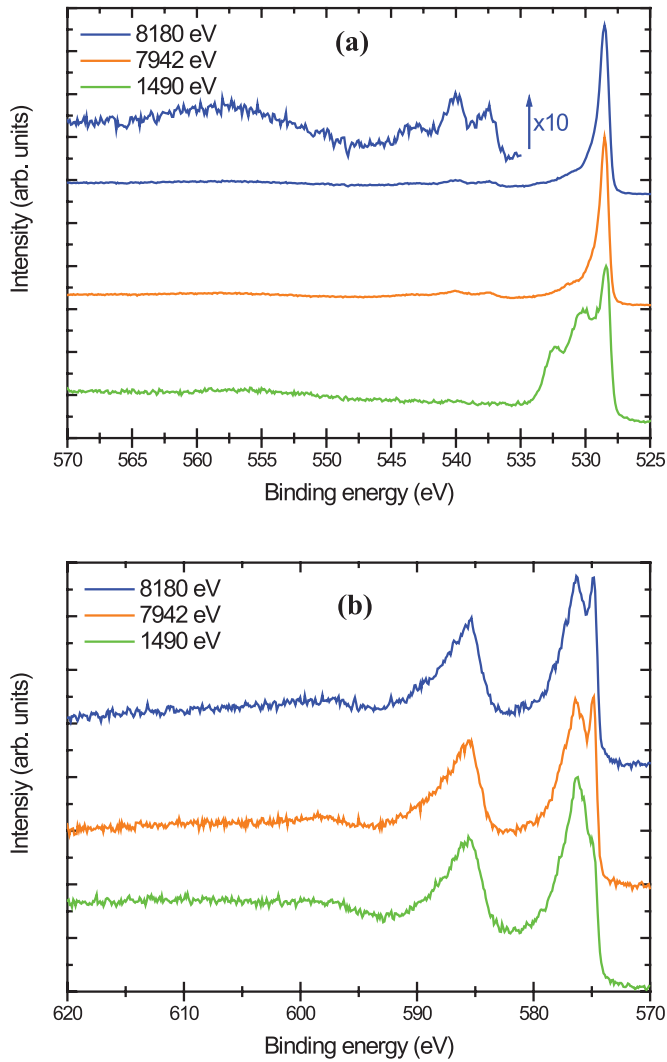 8180 eV
7942 eV
1490 eV
(a)
x10
Intensity (arb. units)
570 565 560 555 550 545 540 535 530 525
Binding energy (eV)
8180 eV
7942 eV
1490 eV
(b)
Intensiy (arb. units)
620 610 600 590 580 570
Binding energy (eV)